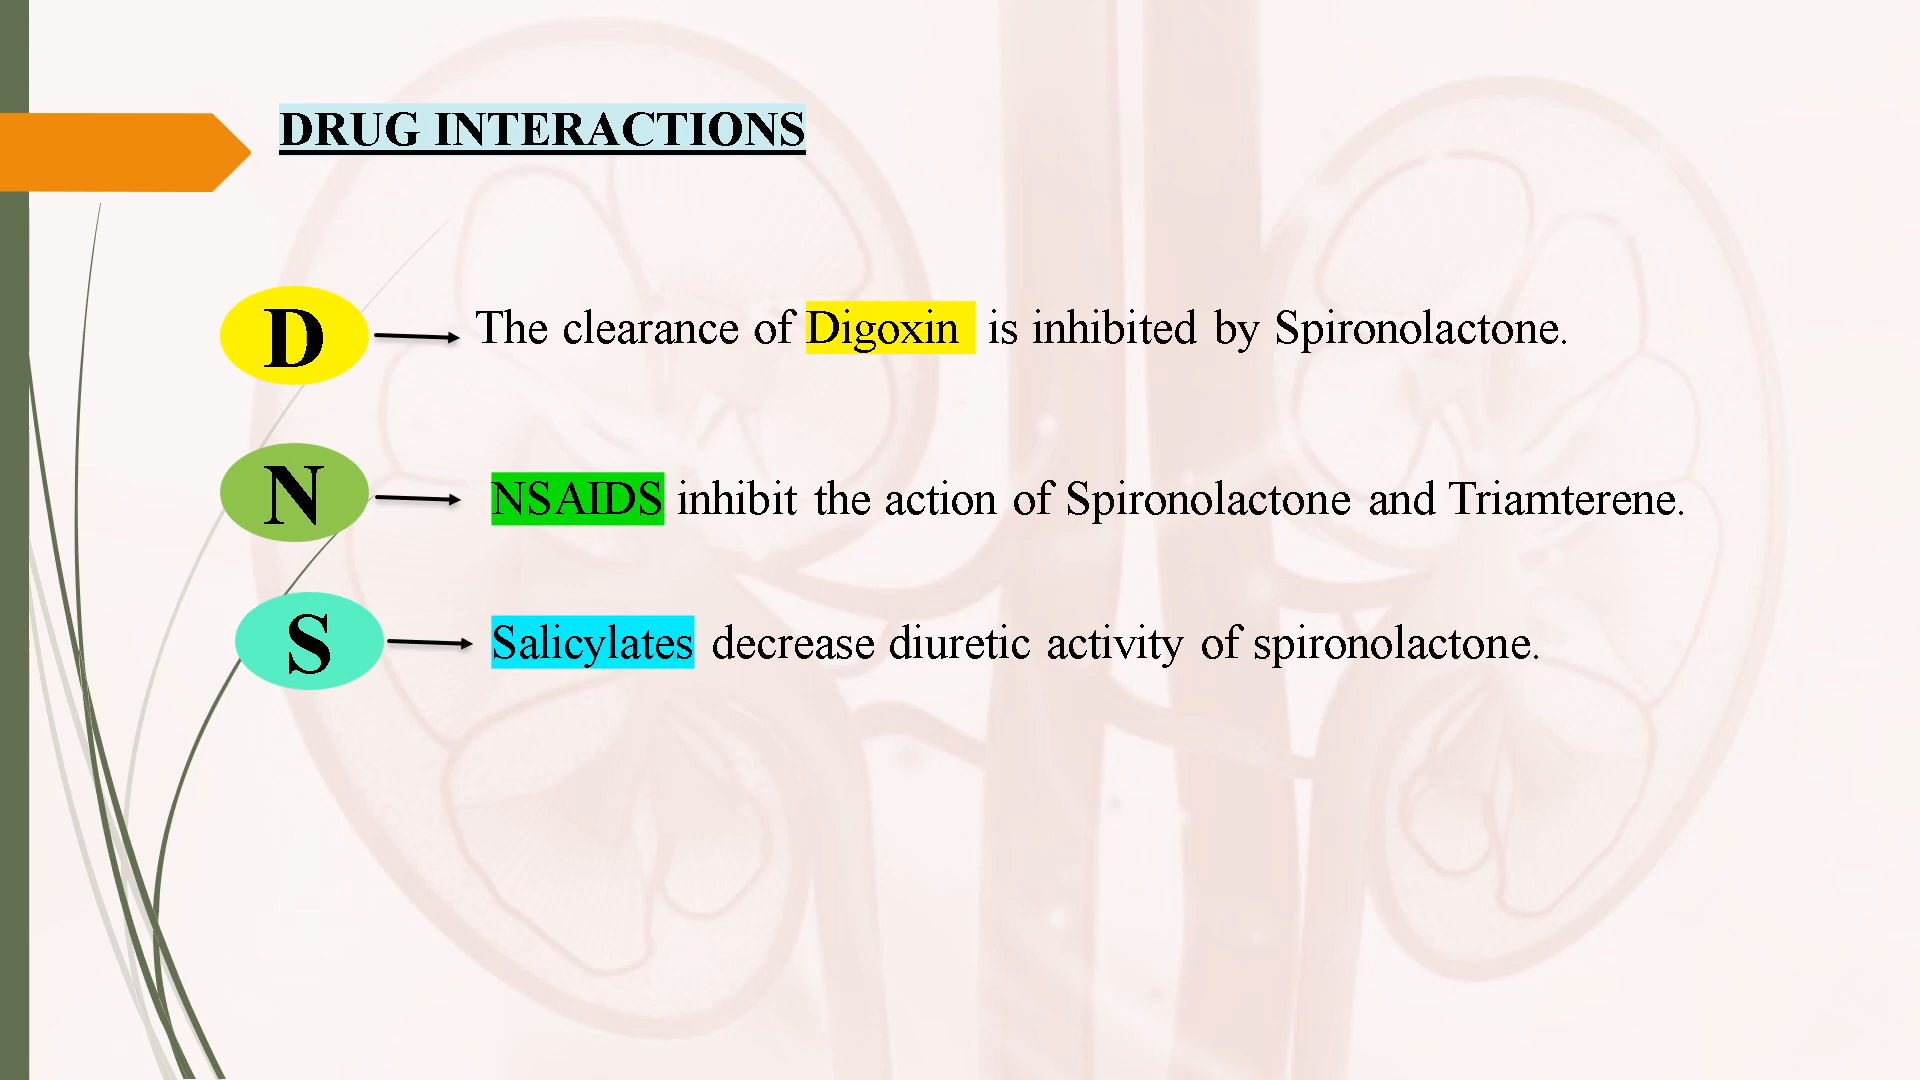 DRUG INTERACTIONS
D The clearance of Digoxin is inhibited by Spironolactone.
N NSAIDS inhibit the action of Spironolactone and Triamterene.
S Salicylates decrease diuretic activity of spironolactone.